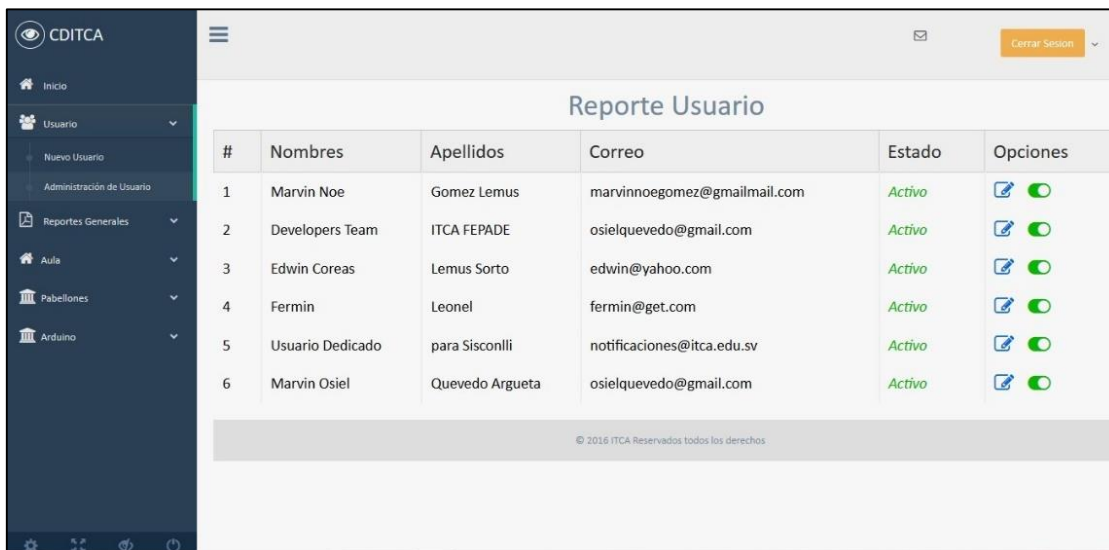 CDITCA
Cerrar Sesion
Inicio
Usuario
Nuevo Usuario
Administración de Usuario
Reportes Generales
Aula
Pabellones
Arduino
Reporte Usuario
# Nombres Apellidos Correo Estado Opciones
1 Marvin Noe Gomez Lemus marvinnoegomez@gmailmail.com Activo
2 Developers Team ITCA FEPADE osielquevedo@gmail.com Activo
3 Edwin Coreas Lemus Sorto edwin@yahoo.com Activo
4 Fermin Leonel fermin@get.com Activo
5 Usuario Dedicado para Sisconlli notificaciones@itca.edu.sv Activo
6 Marvin Osiel Quevedo Argueta osielquevedo@gmail.com Activo
© 2016 ITCA Reservados todos los derechos